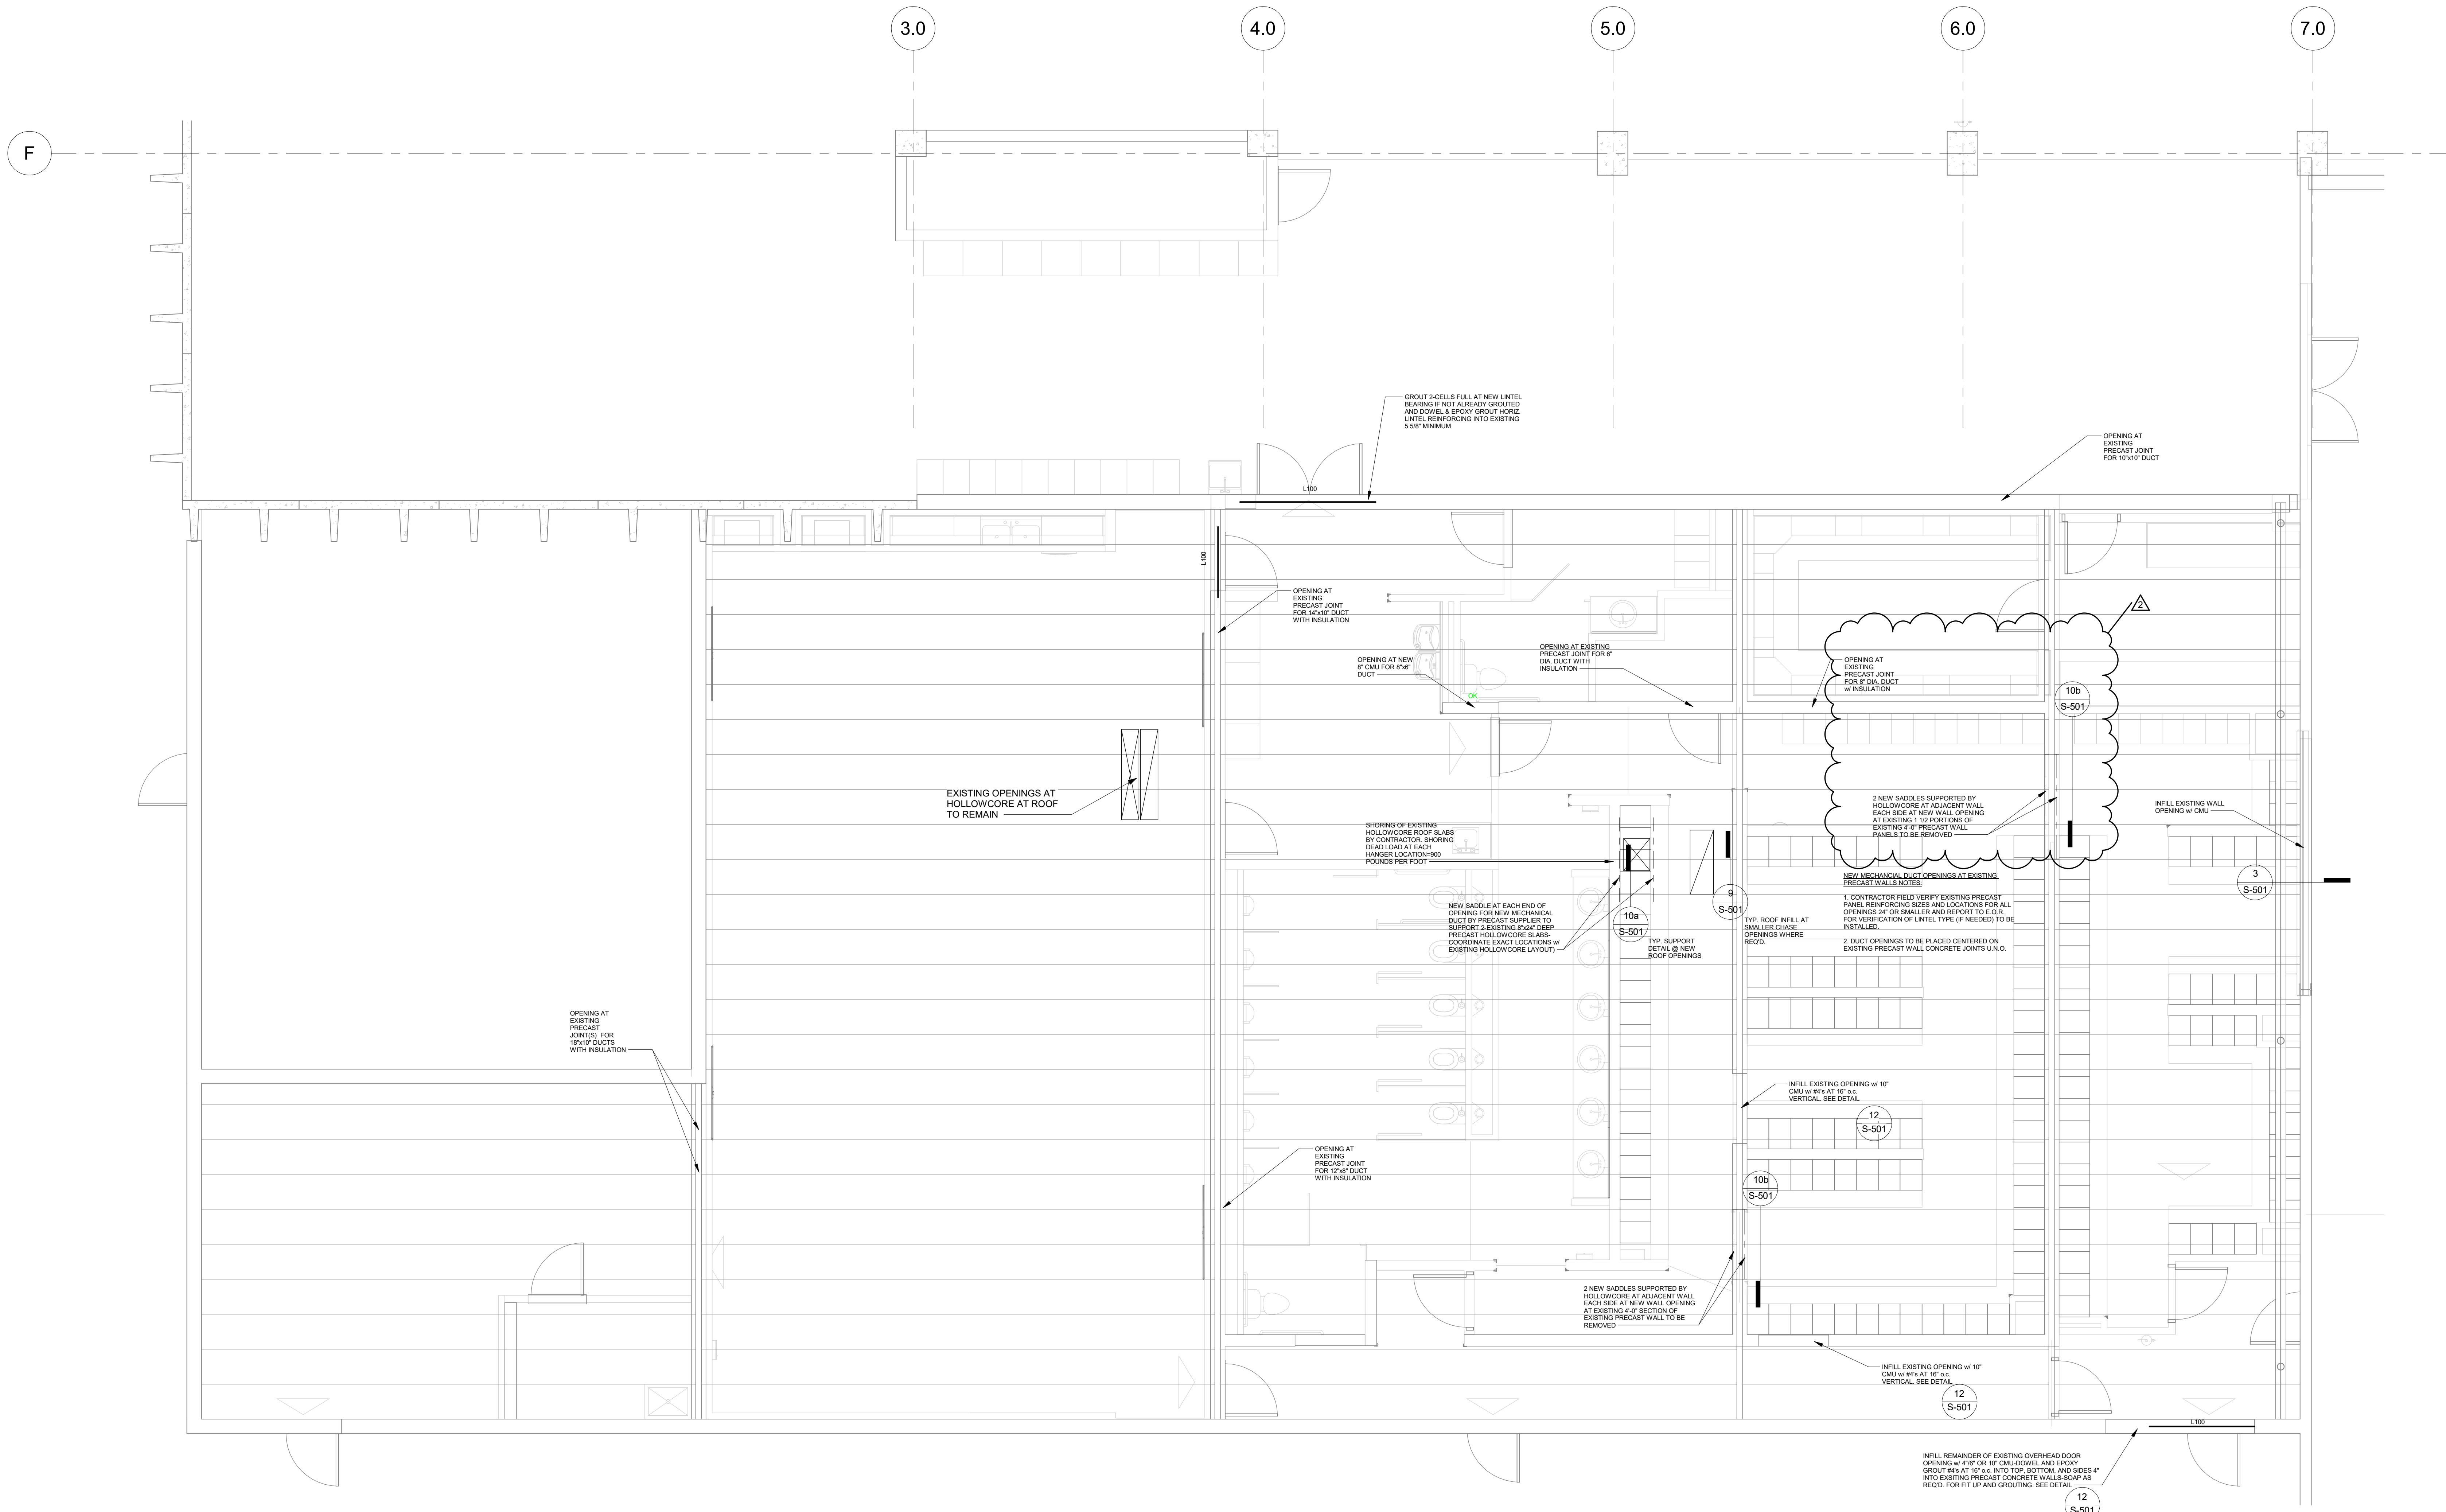 3.0
4.0
5.0
6.0
7.0
F
GROUT 2-CELLS FULL AT NEW LINTEL
BEARING IF NOT ALREADY GROUTED
AND DOWEL & EPOXY GROUT HORIZ.
LINTEL REINFORCING INTO EXISTING
5 5/8" MINIMUM
OPENING AT
EXISTING
PRECAST JOINT
FOR 10"x10" DUCT
L100
L100
OPENING AT
EXISTING
PRECAST JOINT
FOR 14"x10" DUCT
WITH INSULATION
2
OPENING AT NEW
8" CMU FOR 8"x6"
DUCT
OPENING AT EXISTING
PRECAST JOINT FOR 6"
DIA. DUCT WITH
INSULATION
OK
OPENING AT
EXISTING
PRECAST JOINT
FOR 8" DIA. DUCT
w/ INSULATION
10b
S-501
EXISTING OPENINGS AT
HOLLOWCORE AT ROOF
TO REMAIN
2 NEW SADDLES SUPPORTED BY
HOLLOWCORE AT ADJACENT WALL
EACH SIDE AT NEW WALL OPENING
AT EXISTING 1 1/2 PORTIONS OF
EXISTING 4'-0" PRECAST WALL
PANELS TO BE REMOVED
INFILL EXISTING WALL
OPENING w/ CMU
SHORING OF EXISTING
HOLLOWCORE ROOF SLABS
BY CONTRACTOR. SHORING
DEAD LOAD AT EACH
HANGER LOCATION=900
POUNDS PER FOOT
3
S-501
NEW SADDLE AT EACH END OF
OPENING FOR NEW MECHANICAL
DUCT BY PRECAST SUPPLIER TO
SUPPORT 2-EXISTING 8"x24" DEEP
PRECAST HOLLOWCORE SLABS-
COORDINATE EXACT LOCATIONS w/
EXISTING HOLLOWCORE LAYOUT)
10a
S-501
TYP. SUPPORT
DETAIL @ NEW
ROOF OPENINGS
9
S-501
TYP. ROOF INFILL AT
SMALLER CHASE
OPENINGS WHERE
REQ'D.
NEW MECHANCIAL DUCT OPENINGS AT EXISTING
PRECAST WALLS NOTES:
1. CONTRACTOR FIELD VERIFY EXISTING PRECAST
PANEL REINFORCING SIZES AND LOCATIONS FOR ALL
OPENINGS 24" OR SMALLER AND REPORT TO E.O.R.
FOR VERIFICATION OF LINTEL TYPE (IF NEEDED) TO BE
INSTALLED.
2. DUCT OPENINGS TO BE PLACED CENTERED ON
EXISTING PRECAST WALL CONCRETE JOINTS U.N.O.
OPENING AT
EXISTING
PRECAST
JOINT(S) FOR
18"x10" DUCTS
WITH INSULATION
INFILL EXISTING OPENING w/ 10"
CMU w/ #4's AT 16" o.c.
VERTICAL. SEE DETAIL
12
S-501
OPENING AT
EXISTING
PRECAST JOINT
FOR 12"x8" DUCT
WITH INSULATION
10b
S-501
2 NEW SADDLES SUPPORTED BY
HOLLOWCORE AT ADJACENT WALL
EACH SIDE AT NEW WALL OPENING
AT EXISTING 4'-0" SECTION OF
EXISTING PRECAST WALL TO BE
REMOVED
INFILL EXISTING OPENING w/ 10"
CMU w/ #4's AT 16" o.c.
VERTICAL. SEE DETAIL
12
S-501
L100
INFILL REMAINDER OF EXISTING OVERHEAD DOOR
OPENING w/ 4"/6" OR 10" CMU-DOWEL AND EPOXY
GROUT #4's AT 16" o.c. INTO TOP, BOTTOM, AND SIDES 4"
INTO EXSITING PRECAST CONCRETE WALLS-SOAP AS
REQ'D. FOR FIT UP AND GROUTING. SEE DETAIL
12
S-501